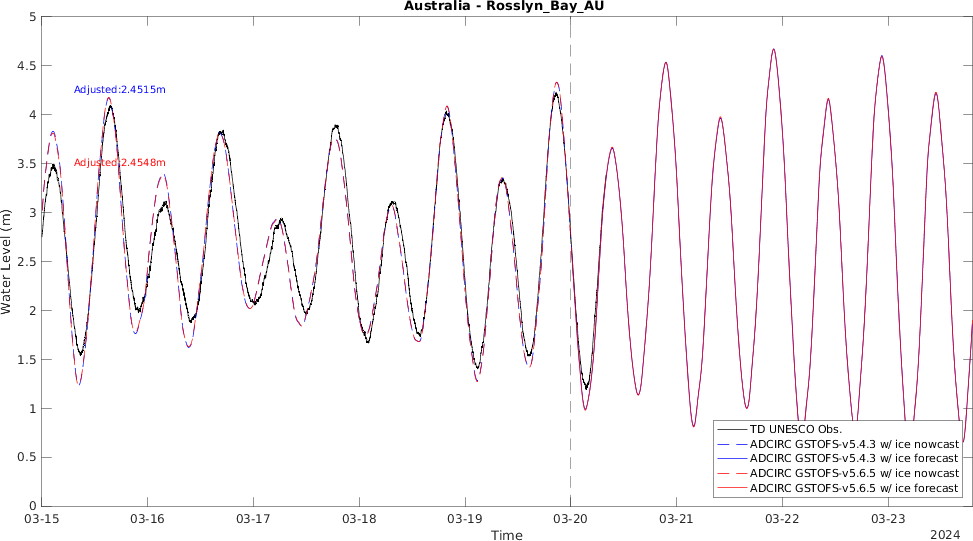 Australia - Rosslyn_Bay_AU
5
4.5
4
3.5
3
2.5
2
1.5
1
0.5
0
Water Level (m)
Adjusted:2.4515m
Adjusted:2.4548m
TD UNESCO Obs.
ADCIRC GSTOFS-v5.4.3 w/ ice nowcast
ADCIRC GSTOFS-v5.4.3 w/ ice forecast
ADCIRC GSTOFS-v5.6.5 w/ ice nowcast
ADCIRC GSTOFS-v5.6.5 w/ ice forecast
03-15 03-16 03-17 03-18 03-19 03-20 03-21 03-22 03-23
Time
2024